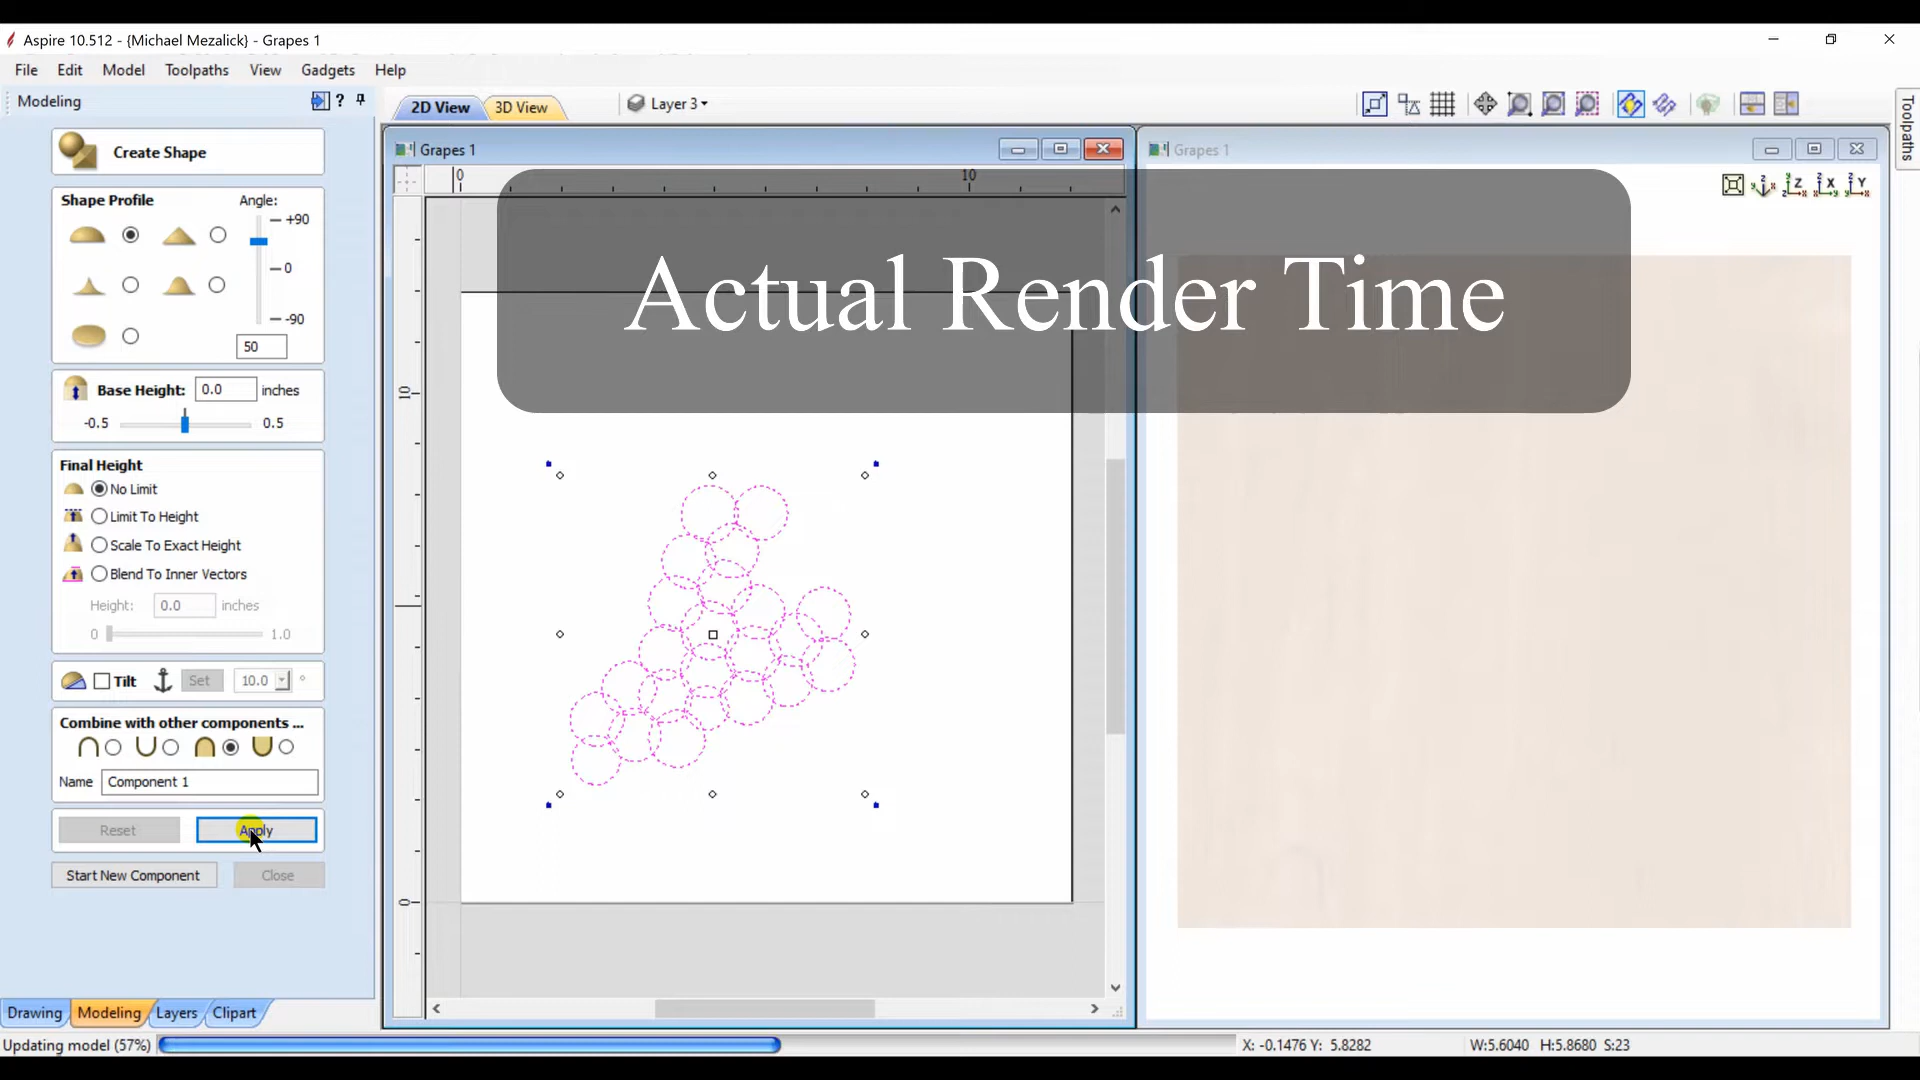 Aspire 10.512 - {Michael Mezalick} - Grapes 1
File Edit Model Toolpaths View Gadgets Help
Modeling ?
2D View 3D View Layer 3
Toolpaths
Create Shape
Grapes 1
Grapes 1
Shape Profile Angle:
+90
0
-90
50
0 10
Z X Y
Actual Render Time
Base Height: 0.0 inches
-0.5 0.5
10
Final Height
No Limit
Limit To Height
Scale To Exact Height
Blend To Inner Vectors
Height: 0.0 inches
0 1.0
Tilt Set 10.0 °
Combine with other components ...
Name Component 1
Reset Apply
Start New Component Close
0
Drawing Modeling Layers Clipart
Updating model (57%) X: -0.1476 Y: 5.8282 W:5.6040 H:5.8680 S:23